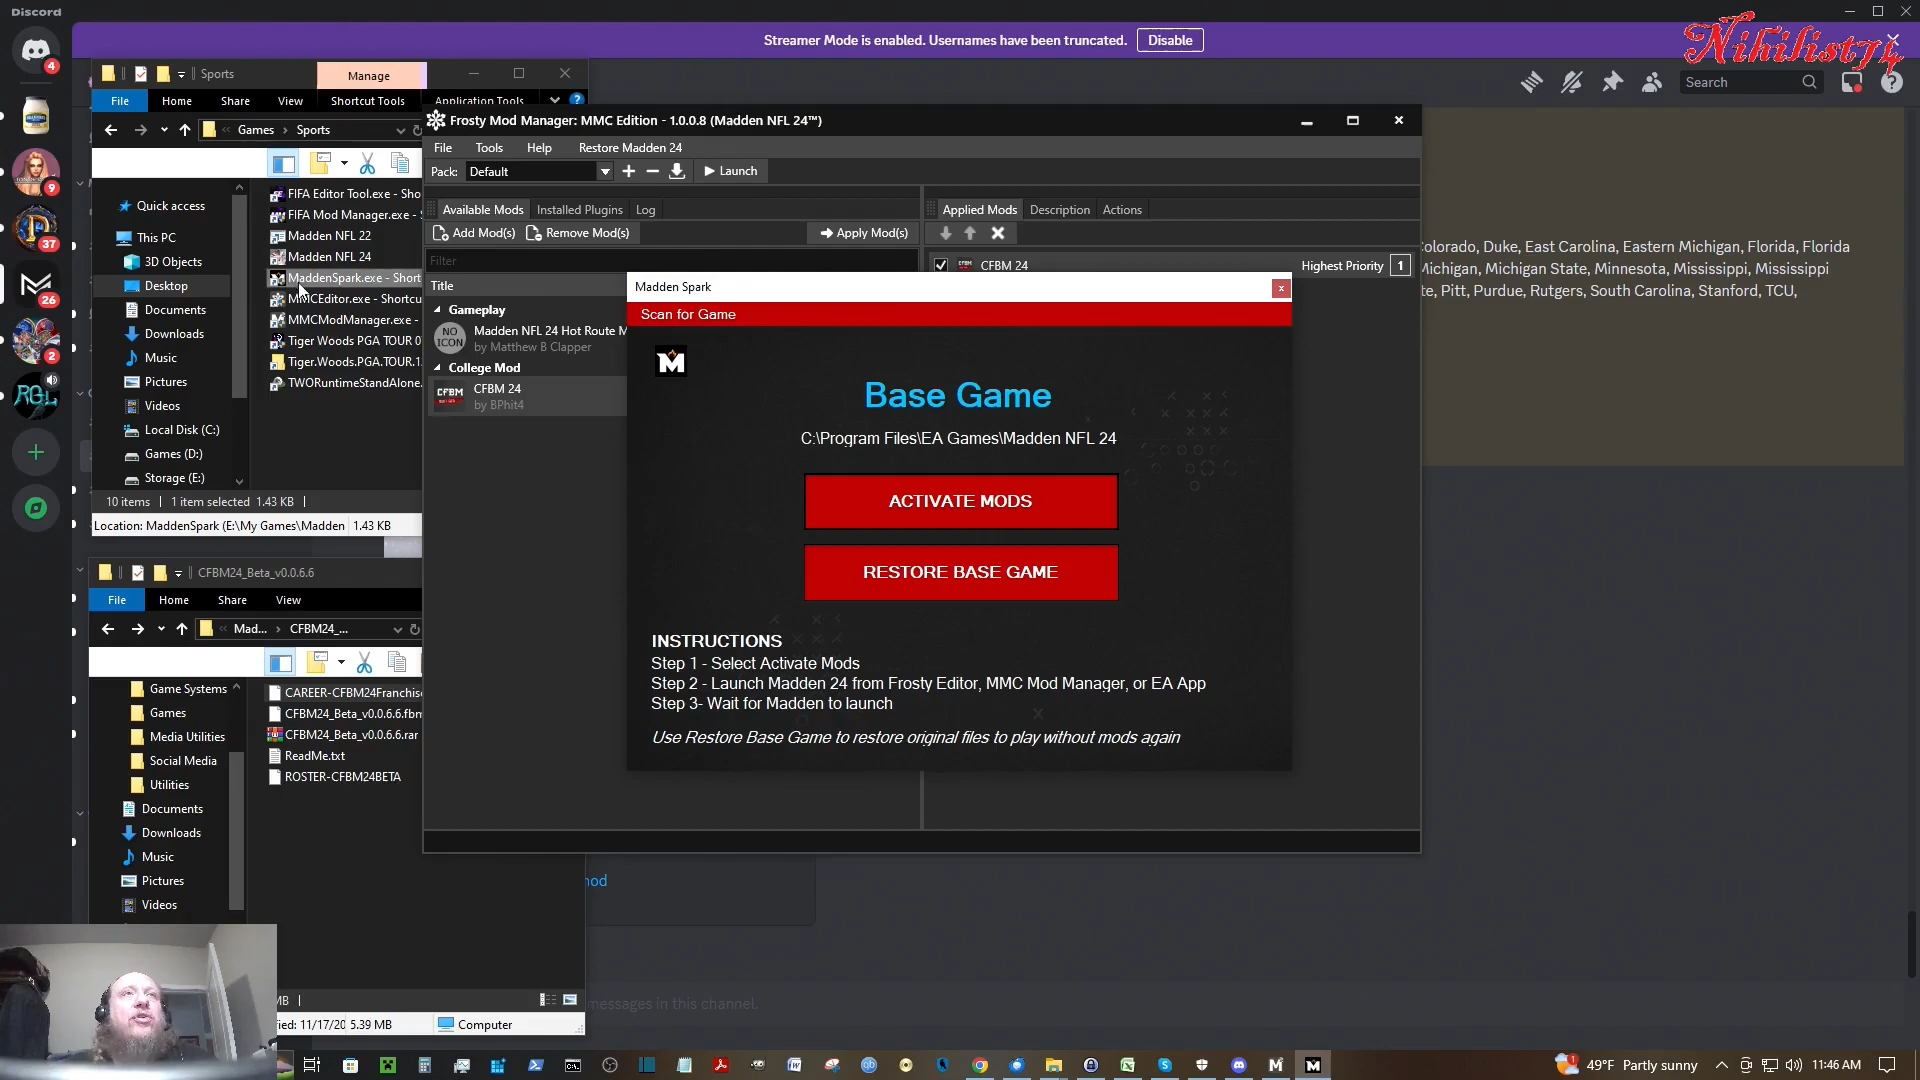 Discord
Streamer Mode is enabled. Usernames have been truncated.
Disable
Nihilist74
Search
4
9
37
26
2
RGL
Sports
Manage
File
Home
Share
View
Shortcut Tools
Application Tools
Games
Sports
Quick access
This PC
3D Objects
Desktop
Documents
Downloads
Music
Pictures
Videos
Local Disk (C:)
Games (D:)
Storage (E:)
FIFA Editor Tool.exe - Sho
FIFA Mod Manager.exe -
Madden NFL 22
Madden NFL 24
MaddenSpark.exe - Short
MMCEditor.exe - Shortcu
MMCModManager.exe -
Tiger Woods PGA TOUR 0
Tiger.Woods.PGA.TOUR.1
TWORuntimeStandAlone.
10 items
1 item selected 1.43 KB
Location: MaddenSpark (E:\My Games\Madden
1.43 KB
Frosty Mod Manager: MMC Edition - 1.0.0.8 (Madden NFL 24™)
File
Tools
Help
Restore Madden 24
Pack:
Default
Launch
Available Mods
Installed Plugins
Log
Add Mod(s)
Remove Mod(s)
Apply Mod(s)
Filter
Title
Gameplay
NO ICON
Madden NFL 24 Hot Route M
by Matthew B Clapper
College Mod
CFBM
CFBM 24
by BPhit4
Applied Mods
Description
Actions
CFBM 24
Highest Priority
1
Madden Spark
x
Scan for Game
M
Base Game
C:\Program Files\EA Games\Madden NFL 24
ACTIVATE MODS
RESTORE BASE GAME
INSTRUCTIONS
Step 1 - Select Activate Mods
Step 2 - Launch Madden 24 from Frosty Editor, MMC Mod Manager, or EA App
Step 3- Wait for Madden to launch
Use Restore Base Game to restore original files to play without mods again
olorado, Duke, East Carolina, Eastern Michigan, Florida, Florida
Michigan, Michigan State, Minnesota, Mississippi, Mississippi
te, Pitt, Purdue, Rutgers, South Carolina, Stanford, TCU,
CFBM24_Beta_v0.0.6.6
File
Home
Share
View
Mad...
CFBM24_...
Game Systems
Games
Media Utilities
Social Media
Utilities
Documents
Downloads
Music
Pictures
Videos
CAREER-CFBM24Franchis
CFBM24_Beta_v0.0.6.6.fbm
CFBM24_Beta_v0.0.6.6.rar
ReadMe.txt
ROSTER-CFBM24BETA
MB
ied: 11/17/20
5.39 MB
Computer
nod
messages in this channel.
49°F Partly sunny
11:46 AM